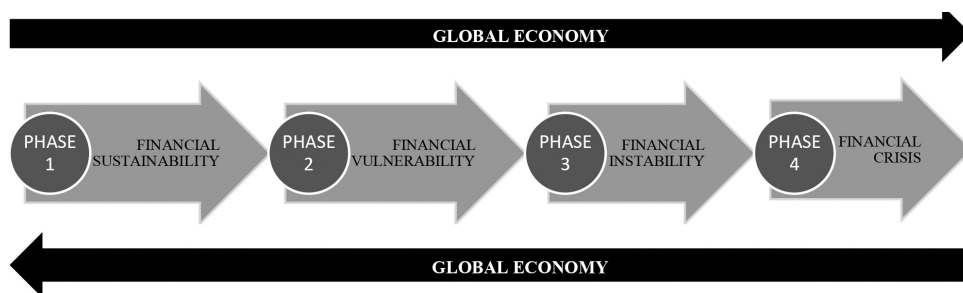 GLOBAL ECONOMY
PHASE
1
FINANCIAL
SUSTAINABILITY
PHASE
2
FINANCIAL
VULNERABILITY
PHASE
3
FINANCIAL
INSTABILITY
PHASE
4
FINANCIAL
CRISIS
GLOBAL ECONOMY